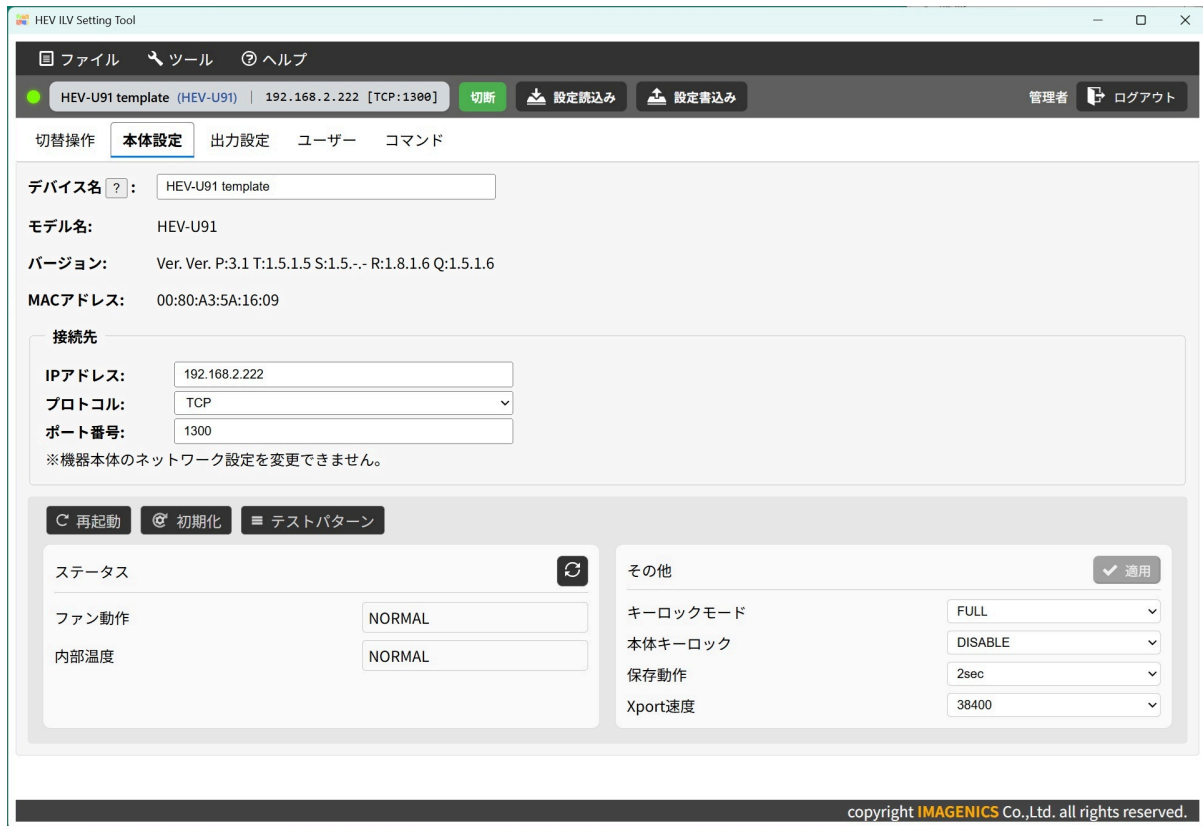 HEV ILV Setting Tool
ファイル ツール ヘルプ
HEV-U91 template (HEV-U91) | 192.168.2.222 [TCP:1300] 切断 設定読込み 設定書込み 管理者 ログアウト
切替操作 本体設定 出力設定 ユーザー コマンド
デバイス名 ? : HEV-U91 template
モデル名: HEV-U91
バージョン: Ver. Ver. P:3.1 T:1.5.1.5 S:1.5.-.- R:1.8.1.6 Q:1.5.1.6
MACアドレス: 00:80:A3:5A:16:09
接続先
IPアドレス: 192.168.2.222
プロトコル: TCP
ポート番号: 1300
※機器本体のネットワーク設定を変更できません。
再起動 初期化 テストパターン
ステータス
ファン動作 NORMAL
内部温度 NORMAL
その他 適用
キーロックモード FULL
本体キーロック DISABLE
保存動作 2sec
Xport速度 38400
copyright IMAGENICS Co.,Ltd. all rights reserved.